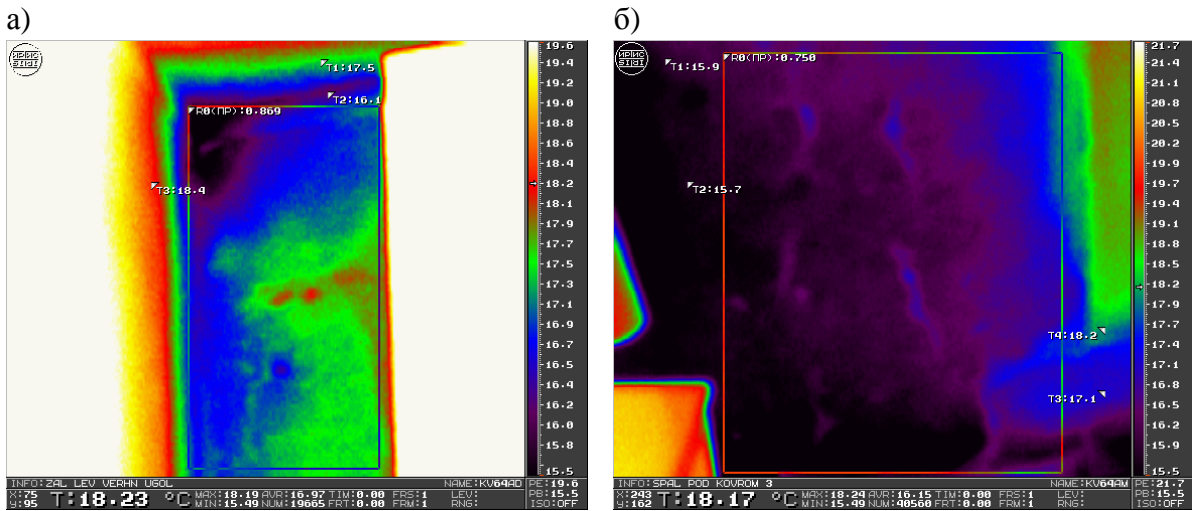 а)
19.6
19.4
19.2
19.0
18.8
18.6
18.4
18.2
17.9
17.7
17.5
17.3
17.1
16.9
16.7
16.5
16.4
16.2
16.0
15.8
15.5
T1:17.5
T2:16.1
R0(ПР):0.869
T3:18.4
INFO:ZAL LEV VERHN UGOL NAME:KV64AD PE:19.6
X:75 T:18.23 °C MAX:18.19 AVR:16.97 TIM:0.00 FRS:1 LEV: PB:15.5
Y:95 MIN:15.49 NUM:19665 FRT:0.00 FRM:1 RNG: ISO:OFF
б)
21.7
21.4
21.1
20.8
20.5
20.2
19.9
19.7
19.4
19.1
18.8
18.5
18.2
17.9
17.7
17.4
17.1
16.8
16.5
16.2
15.9
15.5
T1:15.9
R0(ПР):0.750
T2:15.7
T4:18.2
T3:17.1
INFO:SPAL POD KOVROM 3 NAME:KV64AM PE:21.7
X:243 T:18.17 °C MAX:18.24 AVR:16.15 TIM:0.00 FRS:1 LEV: PB:15.5
Y:162 MIN:15.49 NUM:40560 FRT:0.00 FRM:1 RNG: ISO:OFF